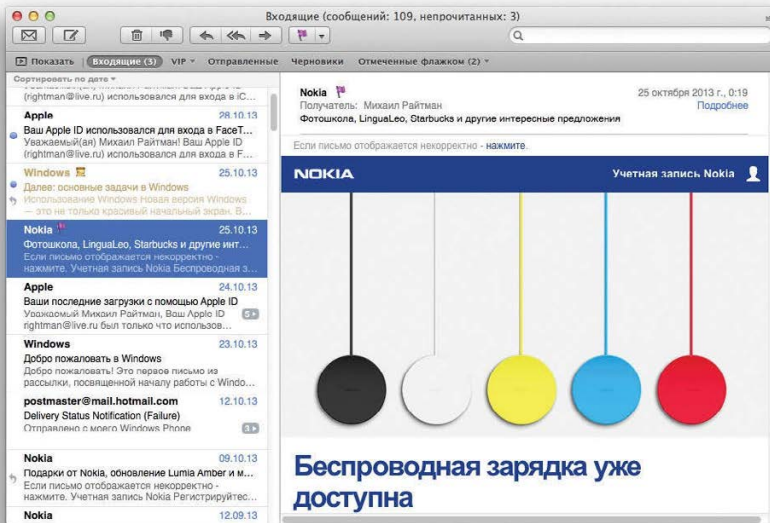 Входящие (сообщений: 109, непрочитанных: 3)
Показать
Входящие (3)
VIP
Отправленные
Черновики
Отмеченные флажком (2)
Сортировать по дате
(rightman@live.ru) использовался для входа в iC...
Apple 28.10.13
Ваш Apple ID использовался для входа в FaceT...
Уважаемый(ая) Михаил Райтман! Ваш Apple ID
(rightman@live.ru) использовался для входа в F...
Windows 25.10.13
Далее: основные задачи в Windows
Использование Windows Новая версия Windows
— это не только красивый начальный экран. В...
Nokia 25.10.13
Фотошкола, LinguaLeo, Starbucks и другие инт...
Если письмо отображается некорректно -
нажмите. Учетная запись Nokia Беспроводная з...
Apple 24.10.13
Ваши последние загрузки с помощью Apple ID
Уважаемый Михаил Райтман, Ваш Apple ID
rightman@live.ru был только что использов...
5
Windows 23.10.13
Добро пожаловать в Windows
Добро пожаловать! Это первое письмо из
рассылки, посвященной началу работы с Windo...
postmaster@mail.hotmail.com 12.10.13
Delivery Status Notification (Failure)
Отправлено с моего Windows Phone
3
Nokia 09.10.13
Подарки от Nokia, обновление Lumia Amber и м...
Если письмо отображается некорректно -
нажмите. Учетная запись Nokia Регистрируйтес...
Nokia 12.09.13
Nokia
25 октября 2013 г., 0:19
Получатель: Михаил Райтман
Подробнее
Фотошкола, LinguaLeo, Starbucks и другие интересные предложения
Если письмо отображается некорректно - нажмите.
NOKIA
Учетная запись Nokia
Беспроводная зарядка уже
доступна